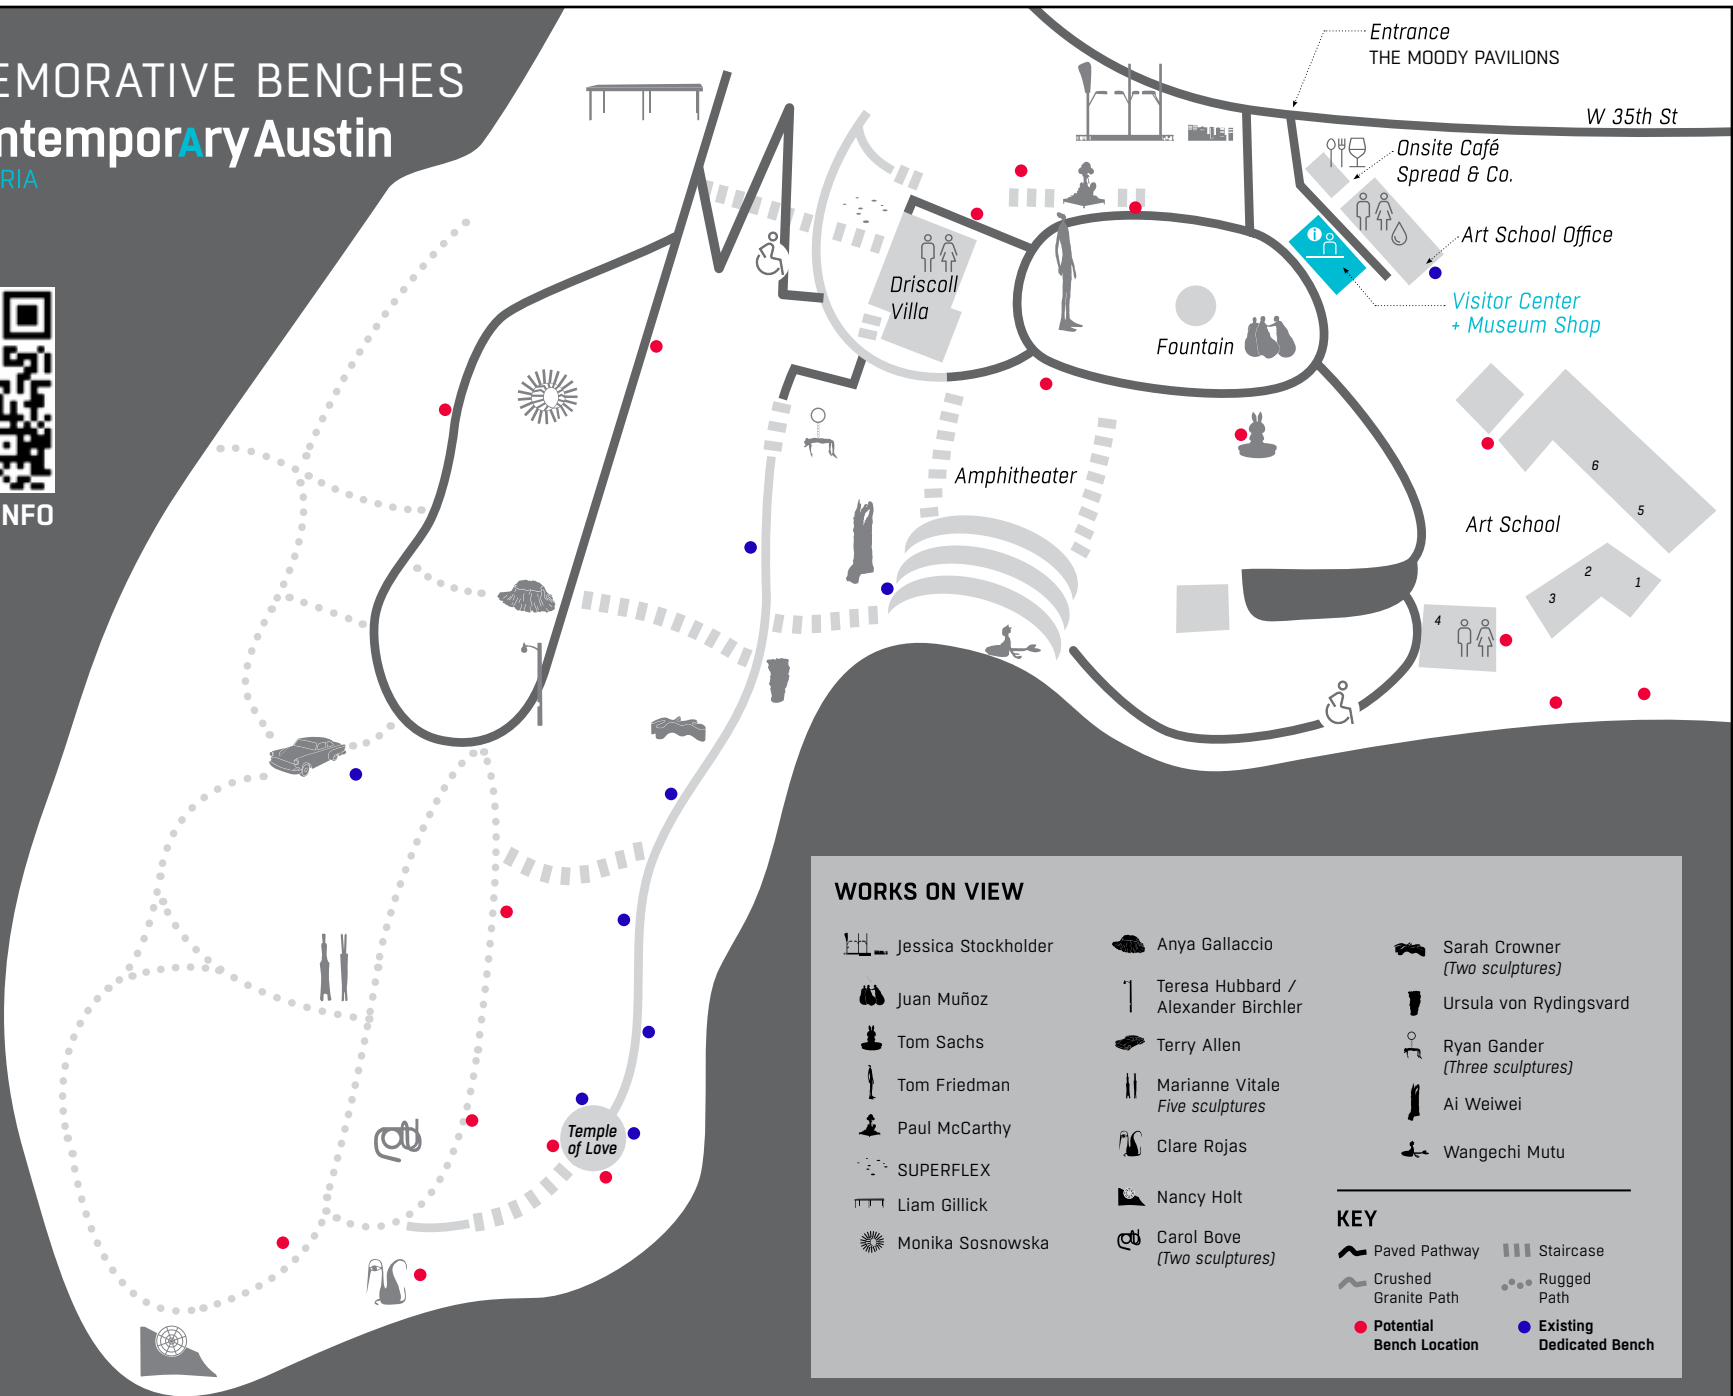 EMORATIVE BENCHES
ntemporAry Austin
RIA
NFO
Entrance
THE MOODY PAVILIONS
W 35th St
Onsite Café
Spread & Co.
Art School Office
Visitor Center
+ Museum Shop
Driscoll
Villa
Fountain
Amphitheater
Art School
6
5
2
1
3
4
Temple
of Love
WORKS ON VIEW
Jessica Stockholder
Juan Muñoz
Tom Sachs
Tom Friedman
Paul McCarthy
SUPERFLEX
Liam Gillick
Monika Sosnowska
Anya Gallaccio
Teresa Hubbard /
Alexander Birchler
Terry Allen
Marianne Vitale
Five sculptures
Clare Rojas
Nancy Holt
Carol Bove
(Two sculptures)
Sarah Crowner
(Two sculptures)
Ursula von Rydingsvard
Ryan Gander
(Three sculptures)
Ai Weiwei
Wangechi Mutu
KEY
Paved Pathway
Staircase
Crushed
Granite Path
Rugged
Path
Potential
Bench Location
Existing
Dedicated Bench